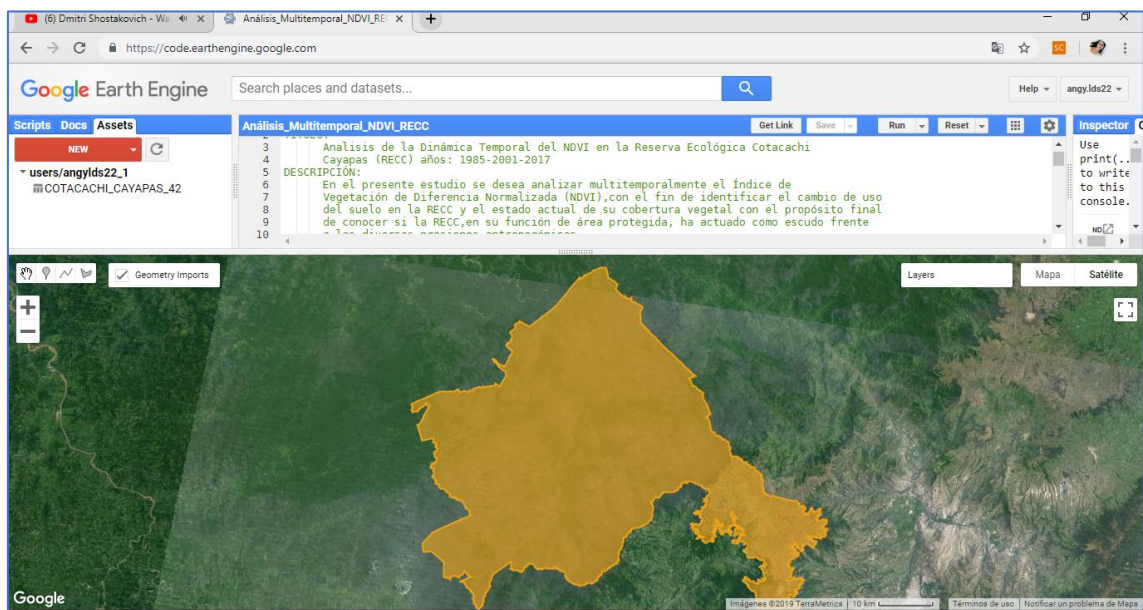 (6) Dmitri Shostakovich - Wa
Análisis_Multitemporal_NDVI_RE
https://code.earthengine.google.com
SC
Google Earth Engine
Search places and datasets...
Help
angy.lds22
Scripts Docs Assets
NEW
users/angylds22_1
COTACACHI_CAYAPAS_42
Análisis_Multitemporal_NDVI_RECC
Get Link Save Run Reset
3 Analisis de la Dinámica Temporal del NDVI en la Reserva Ecológica Cotacachi
4 Cayapas (RECC) años: 1985-2001-2017
5 DESCRIPCIÓN:
6 En el presente estudio se desea analizar multitemporalmente el Índice de
7 Vegetación de Diferencia Normalizada (NDVI),con el fin de identificar el cambio de uso
8 del suelo en la RECC y el estado actual de su cobertura vegetal con el propósito final
9 de conocer si la RECC,en su función de área protegida, ha actuado como escudo frente
10 a las diversas presiones antropogénicas
Inspector C
Use
print(..
to write
to this
console.
Geometry Imports
Layers
Mapa Satélite
+
−
Google
Imágenes ©2019 TerraMetrics 10 km Términos de uso Notificar un problema de Maps